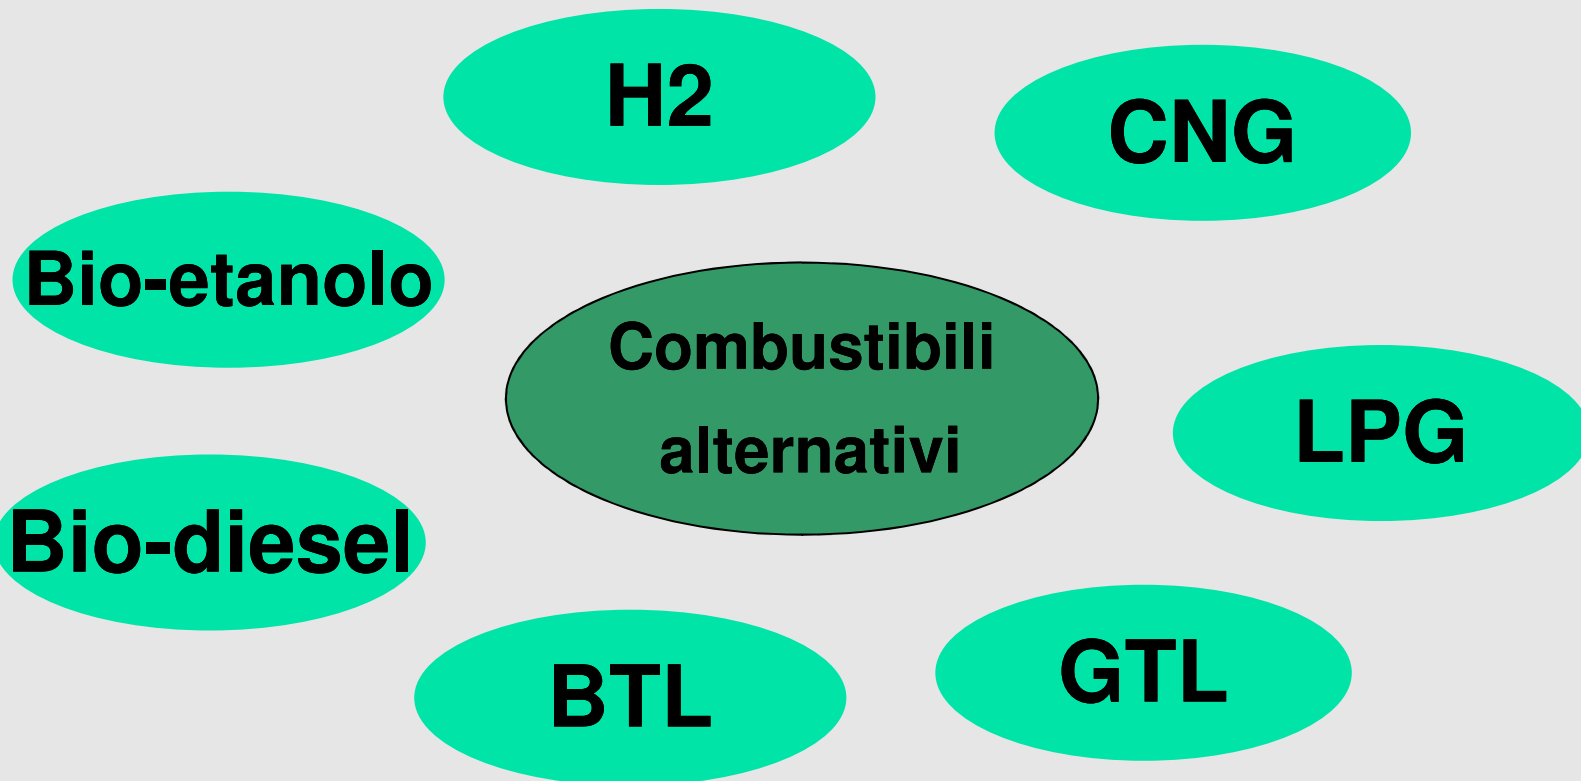 H2
CNG
Bio-etanolo
Combustibili
alternativi
LPG
Bio-diesel
BTL
GTL